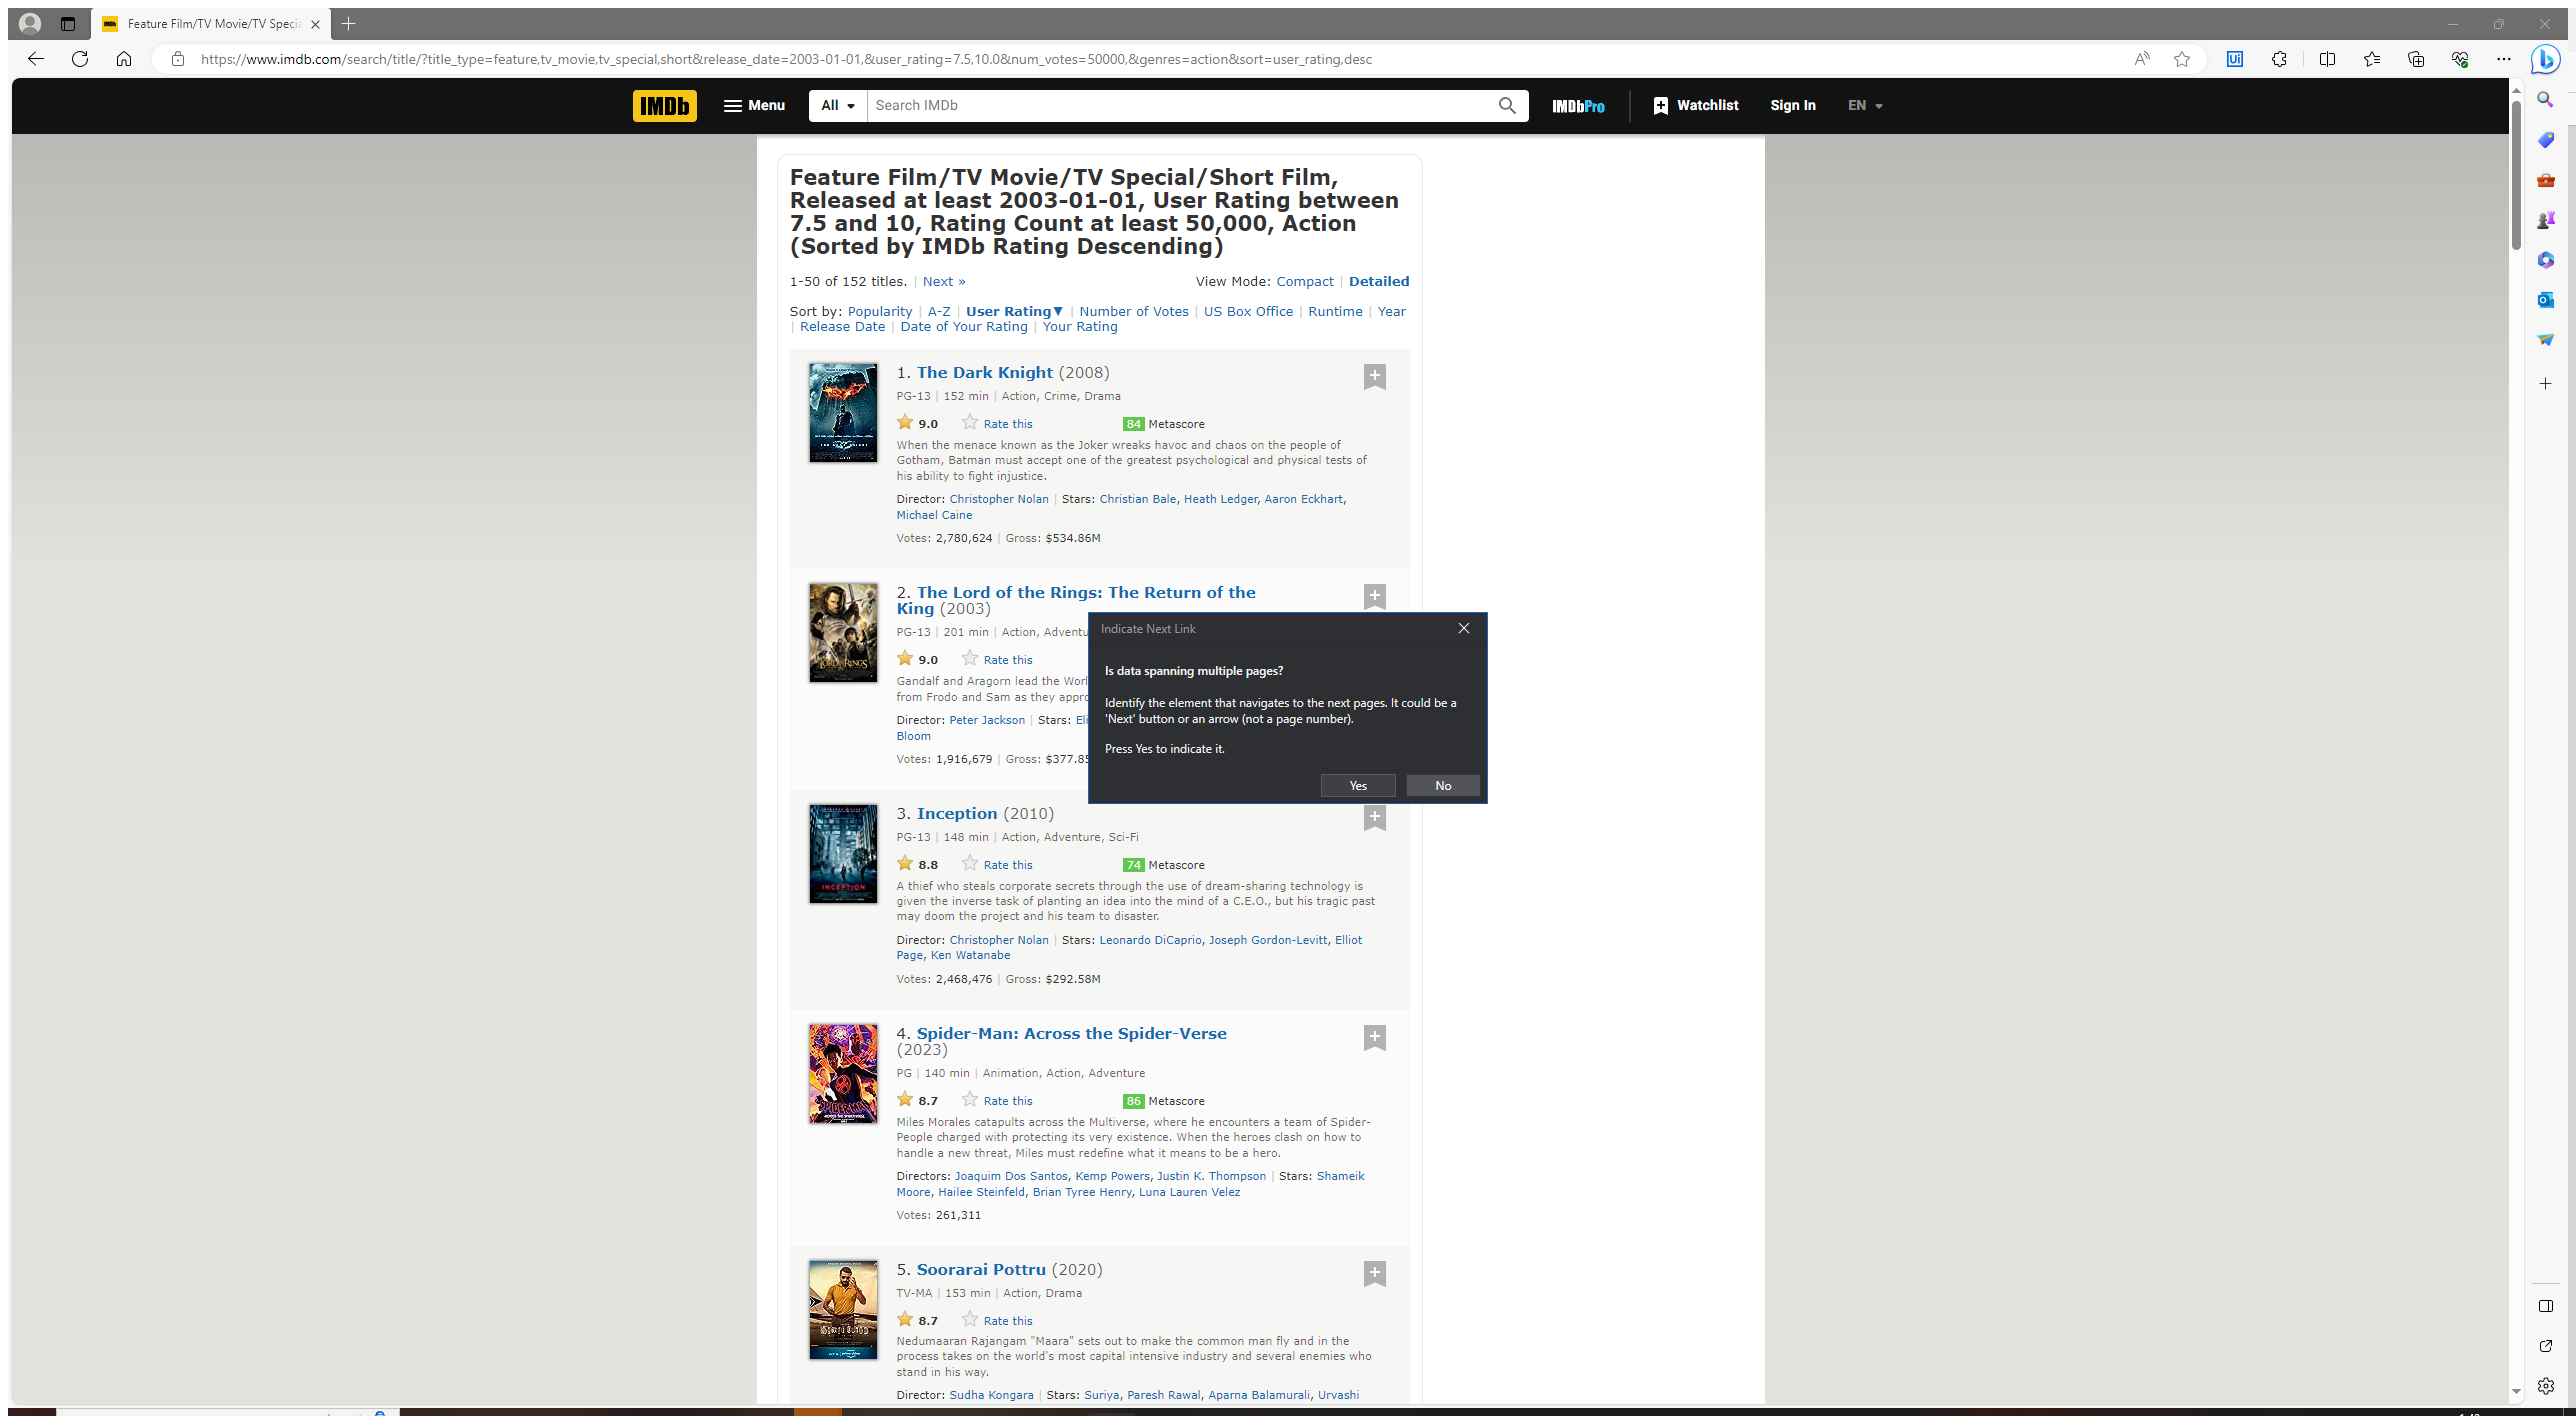 Feature Film/TV Movie/TV Specia
https://www.imdb.com/search/title/?title_type=feature,tv_movie,tv_special,short&release_date=2003-01-01,&user_rating=7.5,10.0&num_votes=50000,&genres=action&sort=user_rating,desc
IMDb Menu All Search IMDb IMDbPro Watchlist Sign In EN
Feature Film/TV Movie/TV Special/Short Film,
Released at least 2003-01-01, User Rating between
7.5 and 10, Rating Count at least 50,000, Action
(Sorted by IMDb Rating Descending)
1-50 of 152 titles. | Next » View Mode: Compact | Detailed
Sort by: Popularity | A-Z | User Rating▼ | Number of Votes | US Box Office | Runtime | Year
| Release Date | Date of Your Rating | Your Rating
1. The Dark Knight (2008)
PG-13 | 152 min | Action, Crime, Drama
9.0 Rate this 84 Metascore
When the menace known as the Joker wreaks havoc and chaos on the people of
Gotham, Batman must accept one of the greatest psychological and physical tests of
his ability to fight injustice.
Director: Christopher Nolan | Stars: Christian Bale, Heath Ledger, Aaron Eckhart,
Michael Caine
Votes: 2,780,624 | Gross: $534.86M
2. The Lord of the Rings: The Return of the
King (2003)
PG-13 | 201 min | Action, Adventu
9.0 Rate this
Gandalf and Aragorn lead the Worl
from Frodo and Sam as they appro
Director: Peter Jackson | Stars: Eli
Bloom
Votes: 1,916,679 | Gross: $377.85
Indicate Next Link
Is data spanning multiple pages?
Identify the element that navigates to the next pages. It could be a
'Next' button or an arrow (not a page number).
Press Yes to indicate it.
Yes No
3. Inception (2010)
PG-13 | 148 min | Action, Adventure, Sci-Fi
8.8 Rate this 74 Metascore
A thief who steals corporate secrets through the use of dream-sharing technology is
given the inverse task of planting an idea into the mind of a C.E.O., but his tragic past
may doom the project and his team to disaster.
Director: Christopher Nolan | Stars: Leonardo DiCaprio, Joseph Gordon-Levitt, Elliot
Page, Ken Watanabe
Votes: 2,468,476 | Gross: $292.58M
4. Spider-Man: Across the Spider-Verse
(2023)
PG | 140 min | Animation, Action, Adventure
8.7 Rate this 86 Metascore
Miles Morales catapults across the Multiverse, where he encounters a team of Spider-
People charged with protecting its very existence. When the heroes clash on how to
handle a new threat, Miles must redefine what it means to be a hero.
Directors: Joaquim Dos Santos, Kemp Powers, Justin K. Thompson | Stars: Shameik
Moore, Hailee Steinfeld, Brian Tyree Henry, Luna Lauren Velez
Votes: 261,311
5. Soorarai Pottru (2020)
TV-MA | 153 min | Action, Drama
8.7 Rate this
Nedumaaran Rajangam "Maara" sets out to make the common man fly and in the
process takes on the world's most capital intensive industry and several enemies who
stand in his way.
Director: Sudha Kongara | Stars: Suriya, Paresh Rawal, Aparna Balamurali, Urvashi